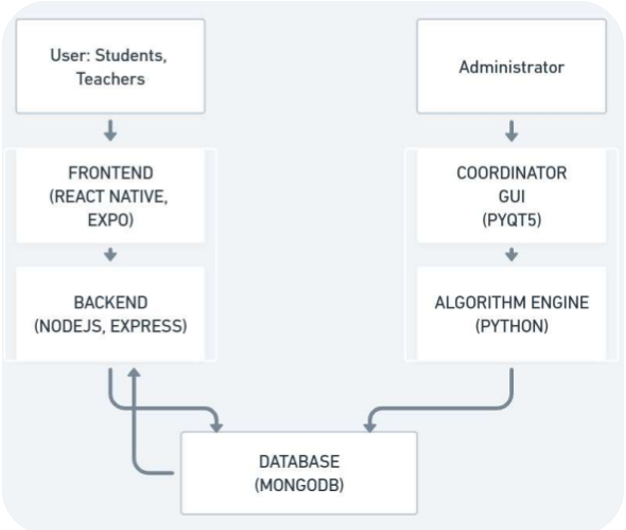 User: Students,
Teachers
Administrator
FRONTEND
(REACT NATIVE,
EXPO)
COORDINATOR
GUI
(PYQT5)
BACKEND
(NODEJS, EXPRESS)
ALGORITHM ENGINE
(PYTHON)
DATABASE
(MONGODB)